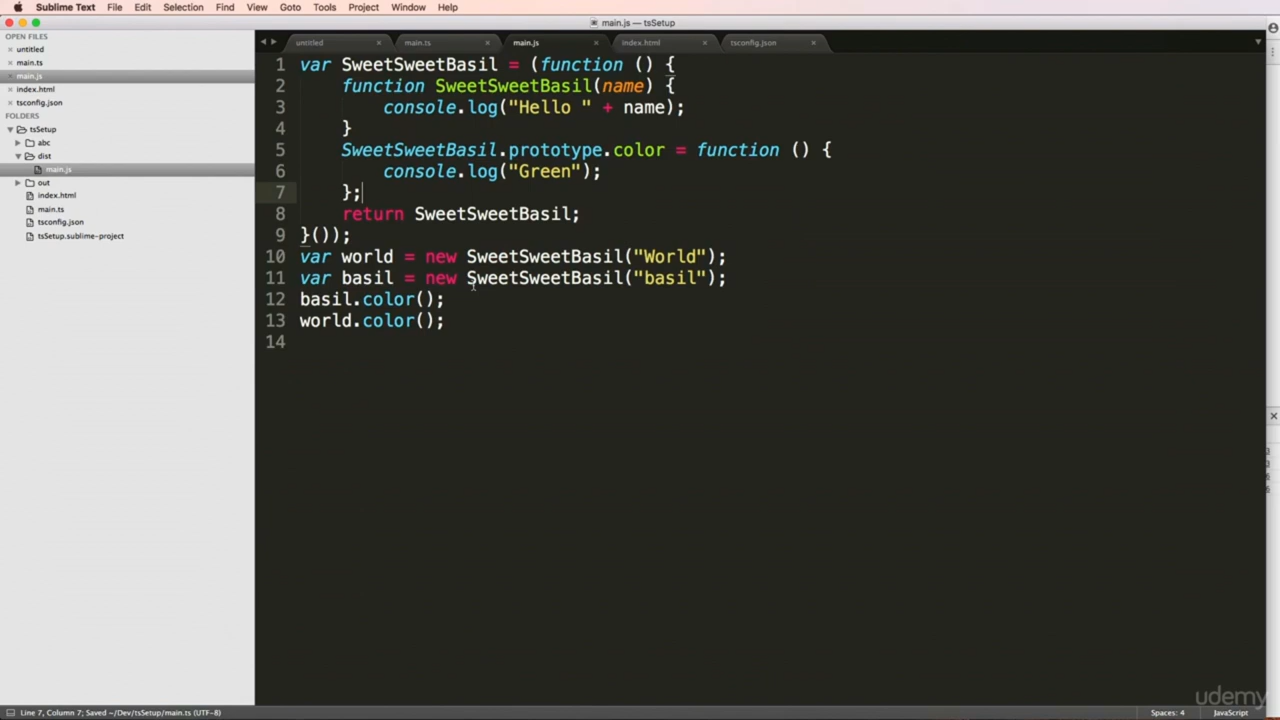 Sublime Text File Edit Selection Find View Goto Tools Project Window Help
main.js — tsSetup
OPEN FILES
untitled
main.ts
main.js
index.html
tsconfig.json
FOLDERS
tsSetup
abc
dist
main.js
out
index.html
main.ts
tsconfig.json
tsSetup.sublime-project
untitled main.ts main.js index.html tsconfig.json
1 var SweetSweetBasil = (function () {
2 function SweetSweetBasil(name) {
3 console.log("Hello " + name);
4 }
5 SweetSweetBasil.prototype.color = function () {
6 console.log("Green");
7 };
8 return SweetSweetBasil;
9 }());
10 var world = new SweetSweetBasil("World");
11 var basil = new SweetSweetBasil("basil");
12 basil.color();
13 world.color();
14
udemy
Line 7, Column 7; Saved ~/Dev/tsSetup/main.ts (UTF-8) Spaces: 4 JavaScript